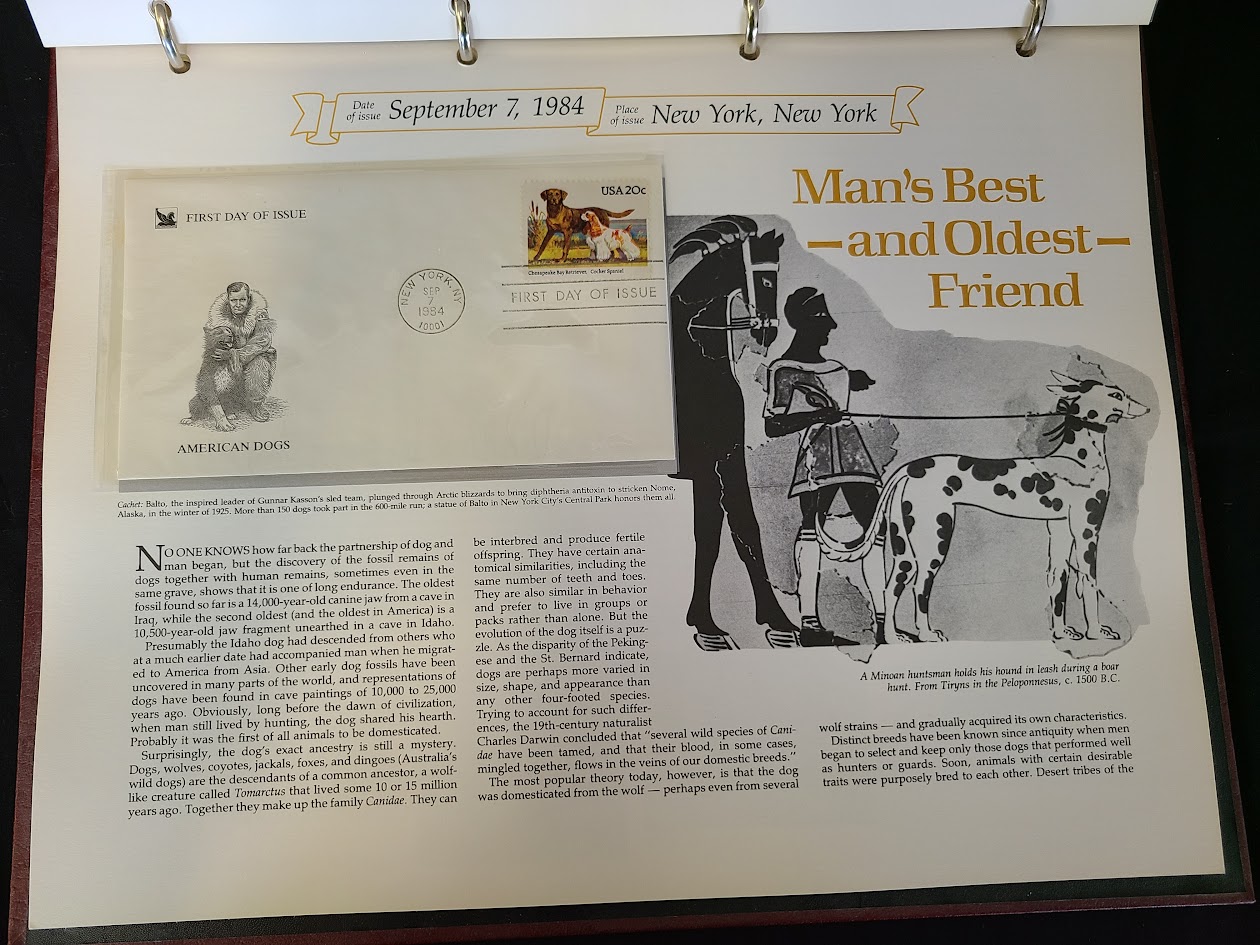 Date of issue September 7, 1984 Place of issue New York, New York
FIRST DAY OF ISSUE
USA 20c
Chesapeake Bay Retriever, Cocker Spaniel
NEW YORK, NY
SEP
7
1984
10001
FIRST DAY OF ISSUE
AMERICAN DOGS
Man's Best
—and Oldest—
Friend
Cachet: Balto, the inspired leader of Gunnar Kasson's sled team, plunged through Arctic blizzards to bring diphtheria antitoxin to stricken Nome,
Alaska, in the winter of 1925. More than 150 dogs took part in the 600-mile run; a statue of Balto in New York City's Central Park honors them all.
NO ONE KNOWS how far back the partnership of dog and
man began, but the discovery of the fossil remains of
dogs together with human remains, sometimes even in the
same grave, shows that it is one of long endurance. The oldest
fossil found so far is a 14,000-year-old canine jaw from a cave in
Iraq, while the second oldest (and the oldest in America) is a
10,500-year-old jaw fragment unearthed in a cave in Idaho.
Presumably the Idaho dog had descended from others who
at a much earlier date had accompanied man when he migrat-
ed to America from Asia. Other early dog fossils have been
uncovered in many parts of the world, and representations of
dogs have been found in cave paintings of 10,000 to 25,000
years ago. Obviously, long before the dawn of civilization,
when man still lived by hunting, the dog shared his hearth.
Probably it was the first of all animals to be domesticated.
Surprisingly, the dog's exact ancestry is still a mystery.
Dogs, wolves, coyotes, jackals, foxes, and dingoes (Australia's
wild dogs) are the descendants of a common ancestor, a wolf-
like creature called Tomarctus that lived some 10 or 15 million
years ago. Together they make up the family Canidae. They can
be interbred and produce fertile
offspring. They have certain ana-
tomical similarities, including the
same number of teeth and toes.
They are also similar in behavior
and prefer to live in groups or
packs rather than alone. But the
evolution of the dog itself is a puz-
zle. As the disparity of the Peking-
ese and the St. Bernard indicate,
dogs are perhaps more varied in
size, shape, and appearance than
any other four-footed species.
Trying to account for such differ-
ences, the 19th-century naturalist
Charles Darwin concluded that "several wild species of Cani-
dae have been tamed, and that their blood, in some cases,
mingled together, flows in the veins of our domestic breeds."
The most popular theory today, however, is that the dog
was domesticated from the wolf — perhaps even from several
A Minoan huntsman holds his hound in leash during a boar
hunt. From Tiryns in the Peloponnesus, c. 1500 B.C.
wolf strains — and gradually acquired its own characteristics.
Distinct breeds have been known since antiquity when men
began to select and keep only those dogs that performed well
as hunters or guards. Soon, animals with certain desirable
traits were purposely bred to each other. Desert tribes of the